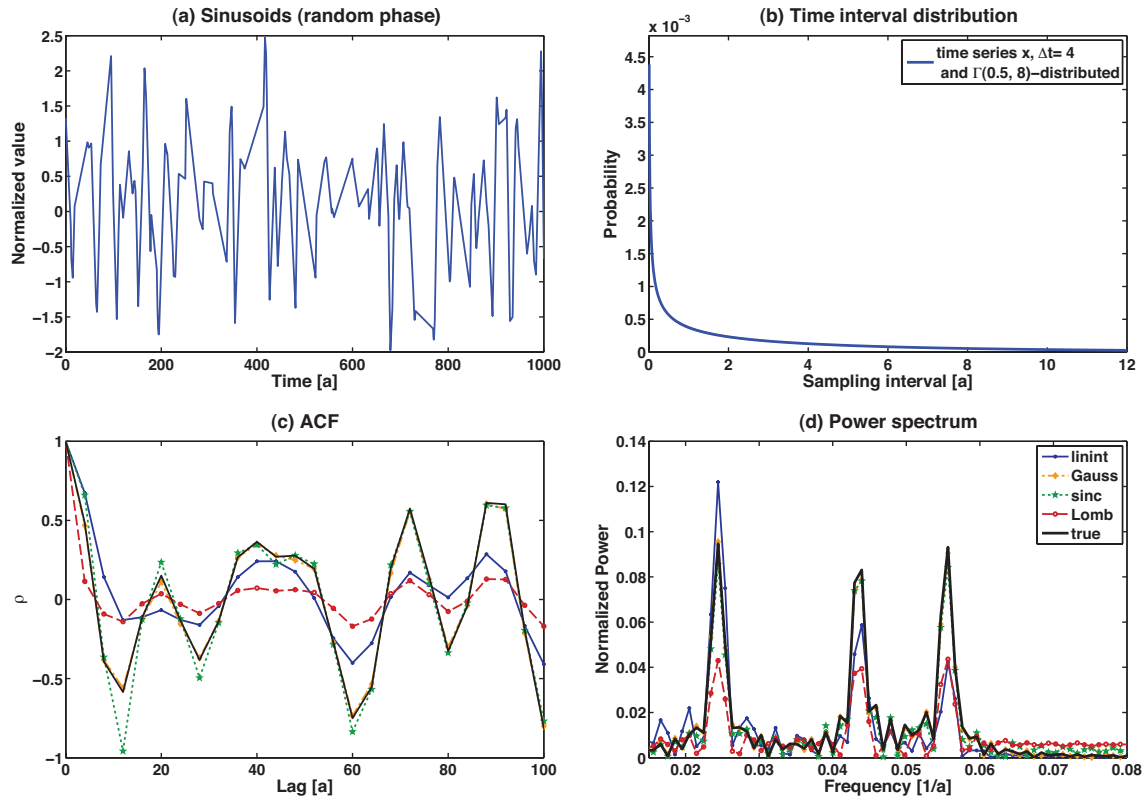 (a) Sinusoids (random phase)
2.5
2
1.5
1
0.5
0
−0.5
−1
−1.5
−2
0
200
400
600
800
1000
Normalized value
Time [a]
(b) Time interval distribution
x 10⁻³
4.5
4
3.5
3
2.5
2
1.5
1
0.5
0
0
2
4
6
8
10
12
Probability
Sampling interval [a]
time series x, Δt= 4
and Γ(0.5, 8)−distributed
(c) ACF
1
0.5
0
−0.5
−1
0
20
40
60
80
100
ρ
Lag [a]
(d) Power spectrum
0.14
0.12
0.1
0.08
0.06
0.04
0.02
0
0.02
0.03
0.04
0.05
0.06
0.07
0.08
Normalized Power
Frequency [1/a]
linint
Gauss
sinc
Lomb
true